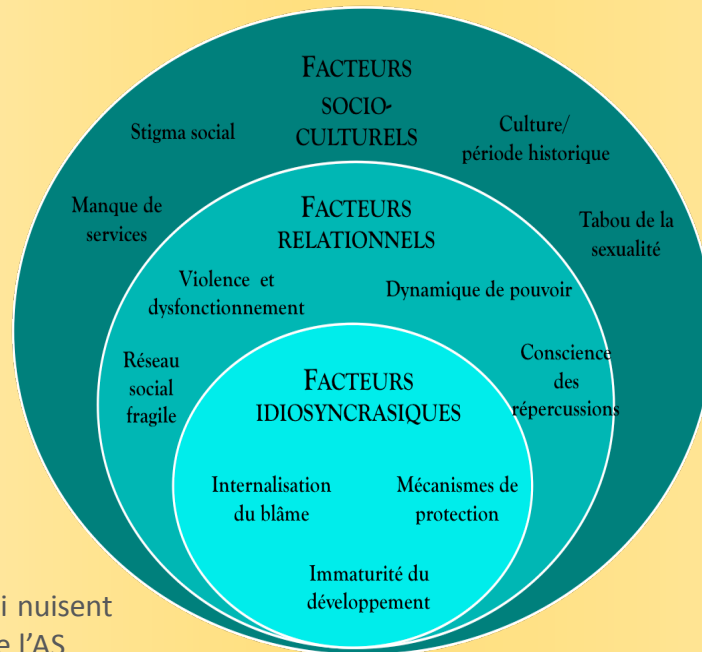 FACTEURS
SOCIO-
CULTURELS
Stigma social
Culture/
période historique
Manque de
services
Tabou de la
sexualité
FACTEURS
RELATIONNELS
Violence et
dysfonctionnement
Dynamique de pouvoir
Réseau
social
fragile
Conscience
des
répercussions
FACTEURS
IDIOSYNCRASIQUES
Internalisation
du blâme
Mécanismes de
protection
Immaturité du
développement
i nuisent
e l’AS